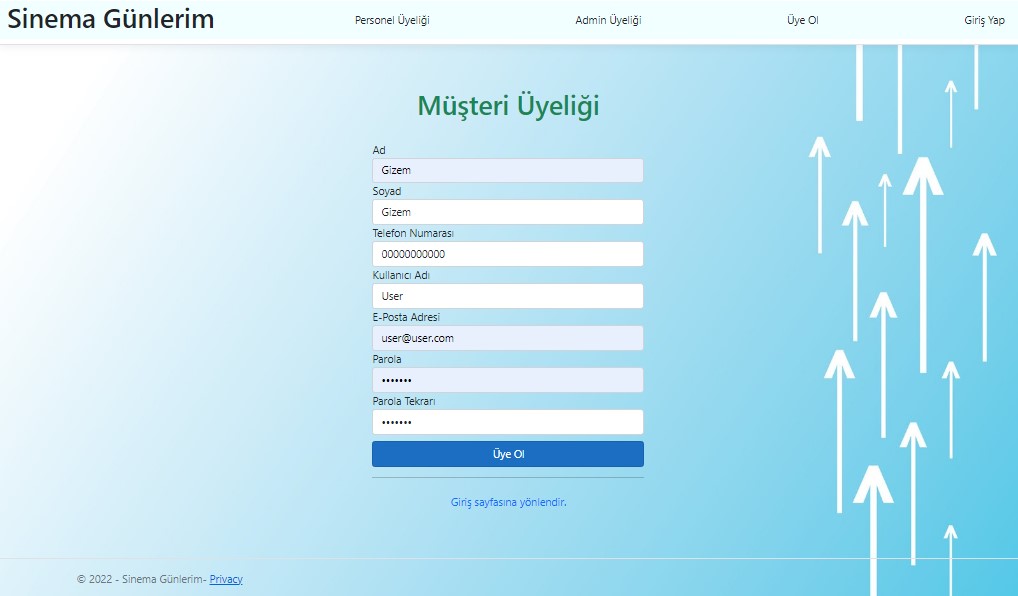 Sinema Günlerim
Personel Üyeliği
Admin Üyeliği
Üye Ol
Giriş Yap
Müşteri Üyeliği
Ad
Gizem
Soyad
Gizem
Telefon Numarası
00000000000
Kullanıcı Adı
User
E-Posta Adresi
user@user.com
Parola
•••••••
Parola Tekrarı
•••••••
Üye Ol
Giriş sayfasına yönlendir.
© 2022 - Sinema Günlerim- Privacy